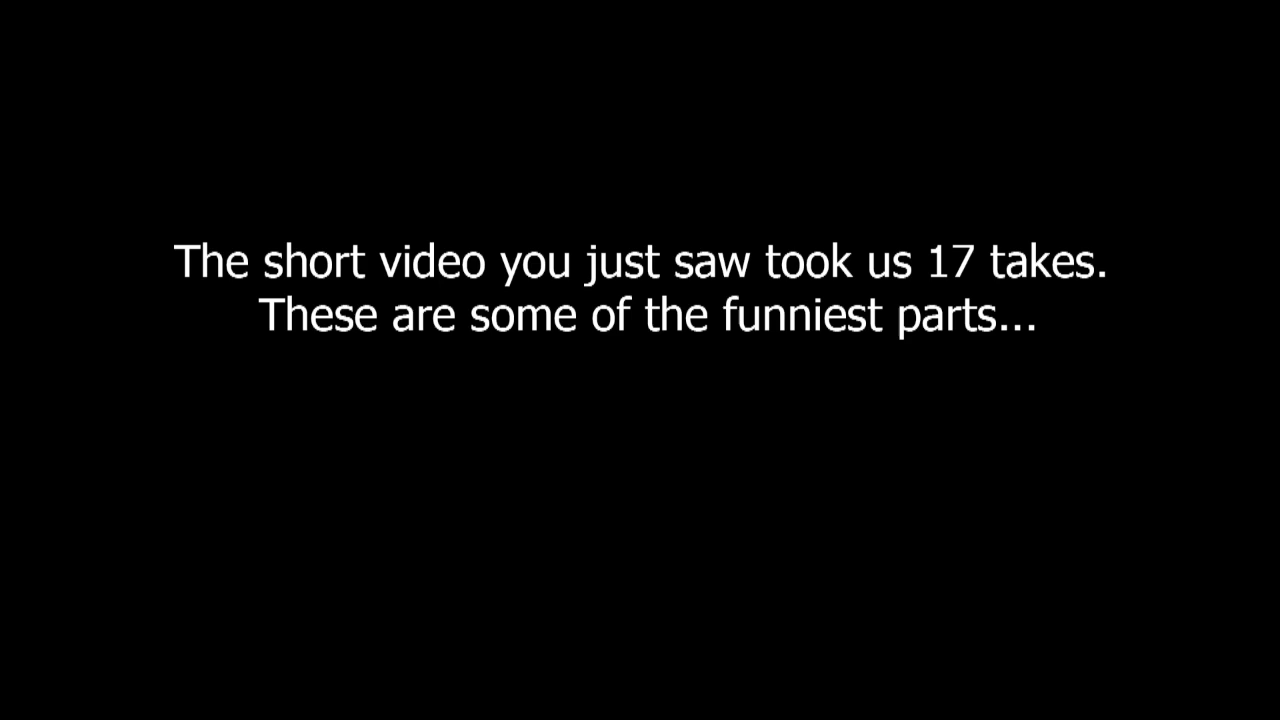 The short video you just saw took us 17 takes.
These are some of the funniest parts...